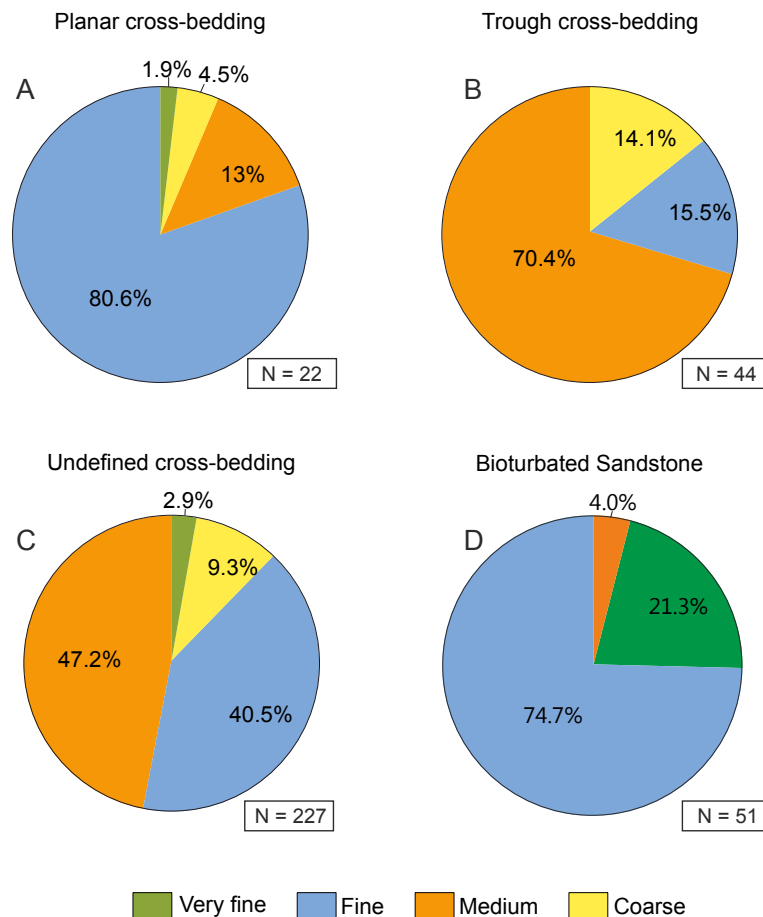 Planar cross-bedding
Trough cross-bedding
A
1.9%
4.5%
13%
80.6%
N = 22
B
14.1%
15.5%
70.4%
N = 44
Undefined cross-bedding
Bioturbated Sandstone
C
2.9%
9.3%
47.2%
40.5%
N = 227
D
4.0%
21.3%
74.7%
N = 51
Very fine
Fine
Medium
Coarse